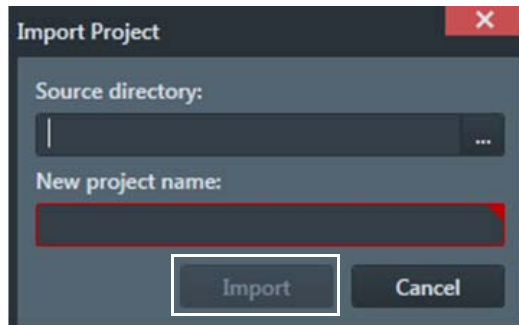 Import Project
Source directory:
...
New project name:
Import Cancel